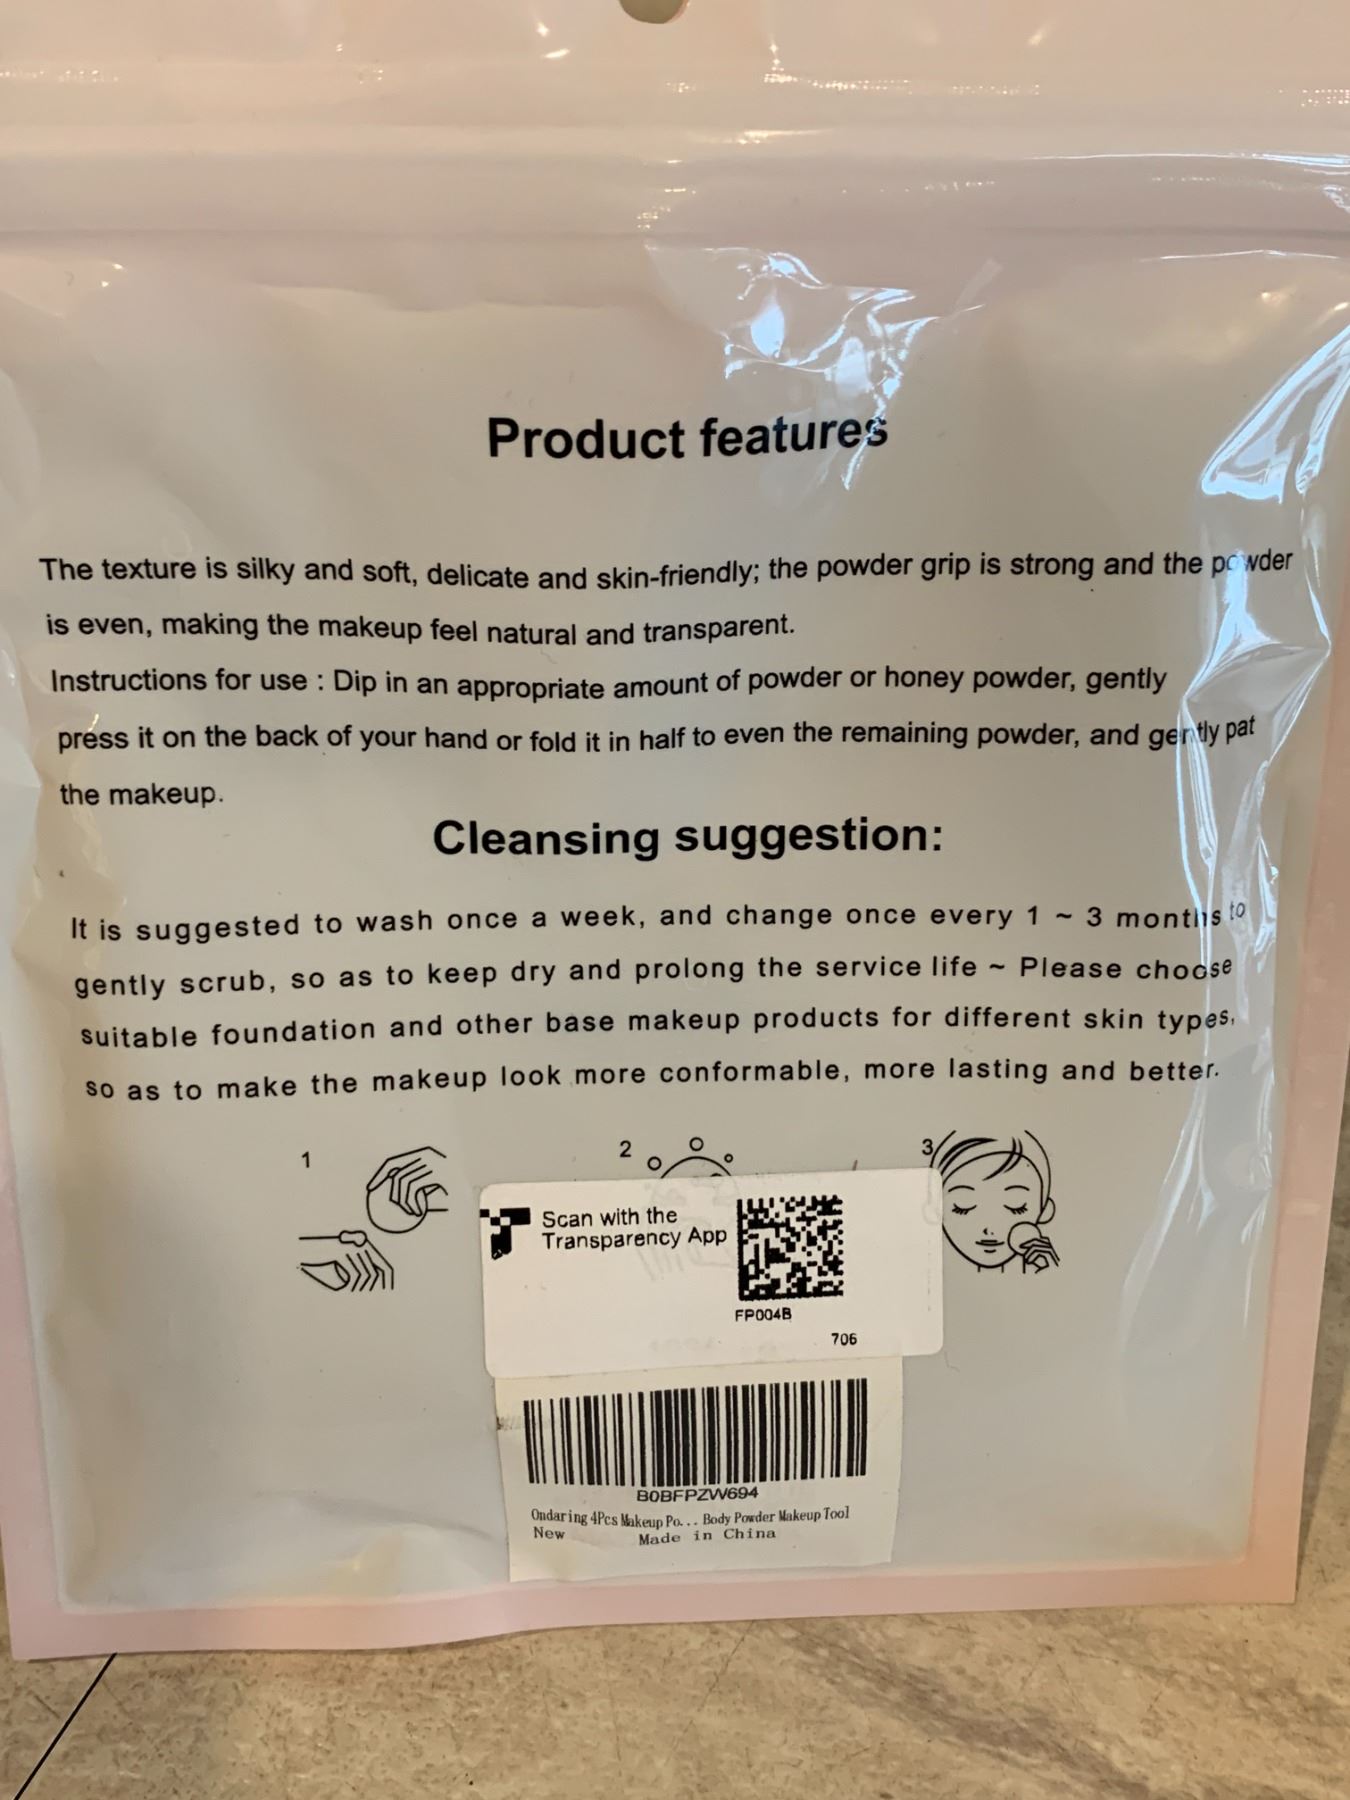 Product features
The texture is silky and soft, delicate and skin-friendly; the powder grip is strong and the powder
is even, making the makeup feel natural and transparent.
Instructions for use : Dip in an appropriate amount of powder or honey powder, gently
press it on the back of your hand or fold it in half to even the remaining powder, and gently pat
the makeup.
Cleansing suggestion:
It is suggested to wash once a week, and change once every 1 ~ 3 months to
gently scrub, so as to keep dry and prolong the service life ~ Please choose
suitable foundation and other base makeup products for different skin types,
so as to make the makeup look more conformable, more lasting and better.
1
2
3
Scan with the
Transparency App
FP004B
706
B0BFPZW694
Ondaring 4Pcs Makeup Po... Body Powder Makeup Tool
New
Made in China